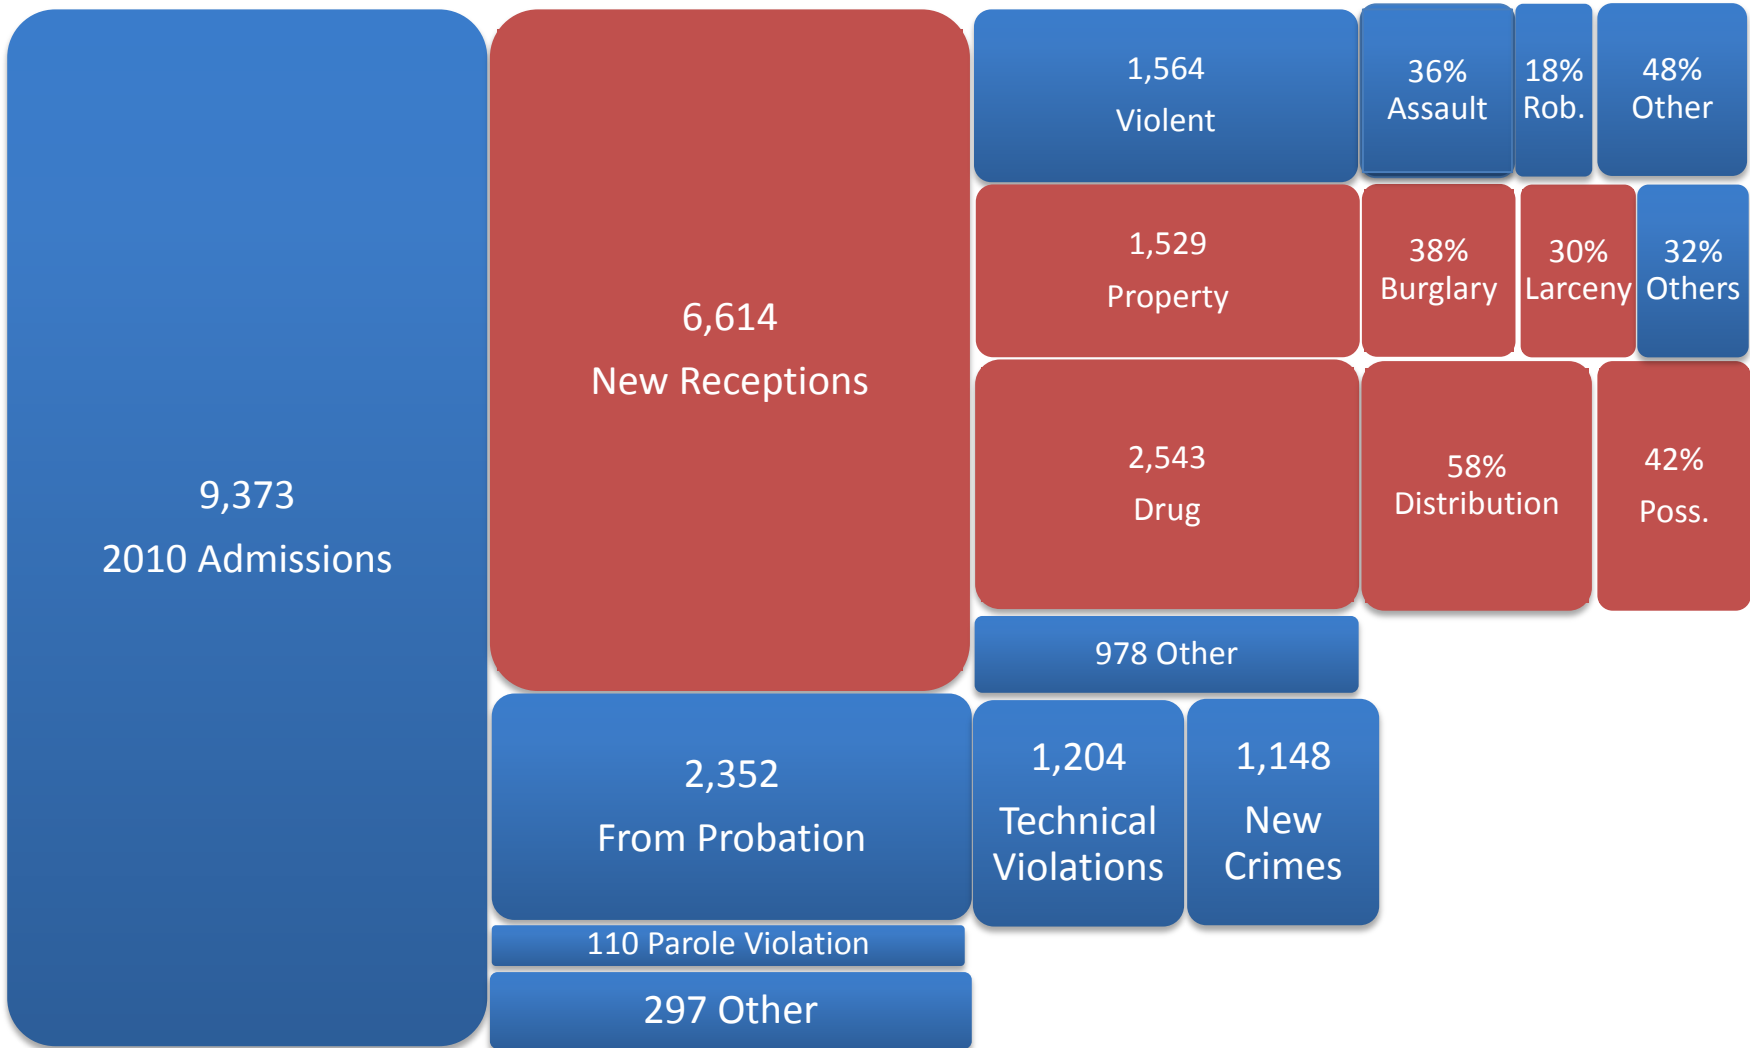 9,373
2010 Admissions
6,614
New Receptions
1,564
Violent
36%
Assault
18%
Rob.
48%
Other
1,529
Property
38%
Burglary
30%
Larceny
32%
Others
2,543
Drug
58%
Distribution
42%
Poss.
978 Other
2,352
From Probation
1,204
Technical
Violations
1,148
New
Crimes
110 Parole Violation
297 Other